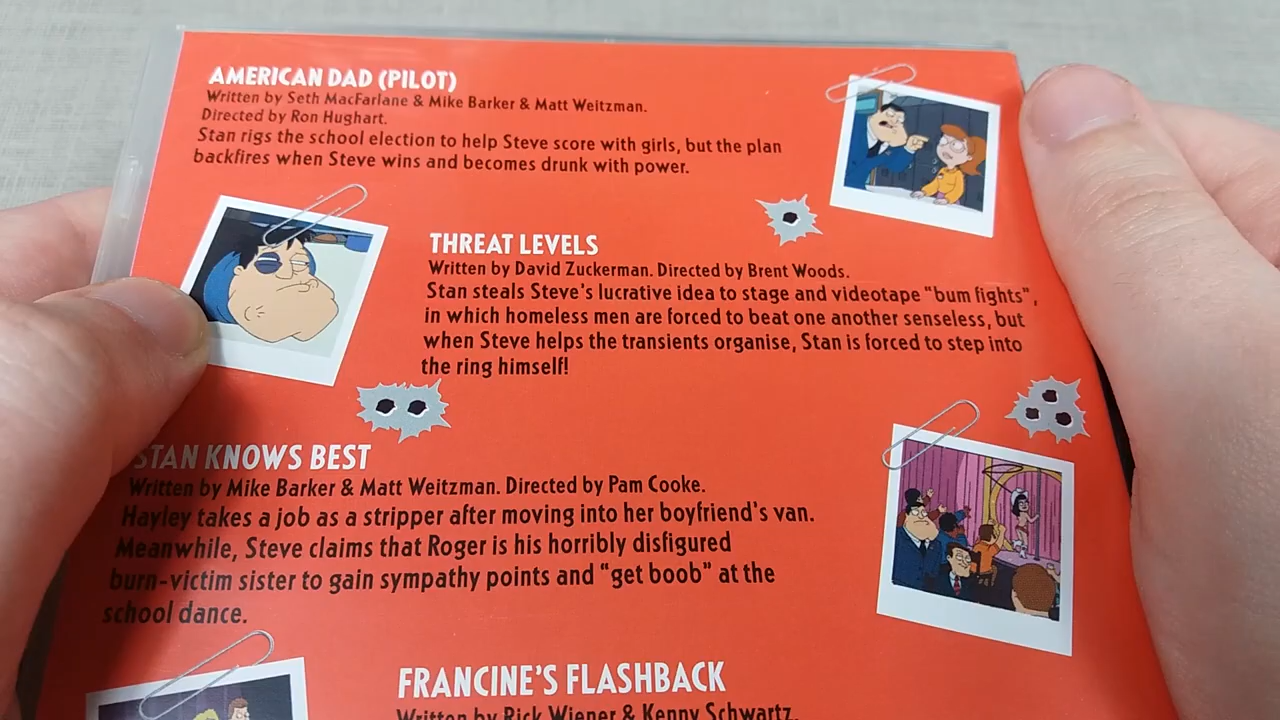 AMERICAN DAD (PILOT)
Written by Seth MacFarlane & Mike Barker & Matt Weitzman.
Directed by Ron Hughart.
Stan rigs the school election to help Steve score with girls, but the plan
backfires when Steve wins and becomes drunk with power.
THREAT LEVELS
Written by David Zuckerman. Directed by Brent Woods.
Stan steals Steve's lucrative idea to stage and videotape "bum fights",
in which homeless men are forced to beat one another senseless, but
when Steve helps the transients organise, Stan is forced to step into
the ring himself!
STAN KNOWS BEST
Written by Mike Barker & Matt Weitzman. Directed by Pam Cooke.
Hayley takes a job as a stripper after moving into her boyfriend's van.
Meanwhile, Steve claims that Roger is his horribly disfigured
burn-victim sister to gain sympathy points and "get boob" at the
school dance.
FRANCINE'S FLASHBACK
Written by Rick Wiener & Kenny Schwartz.